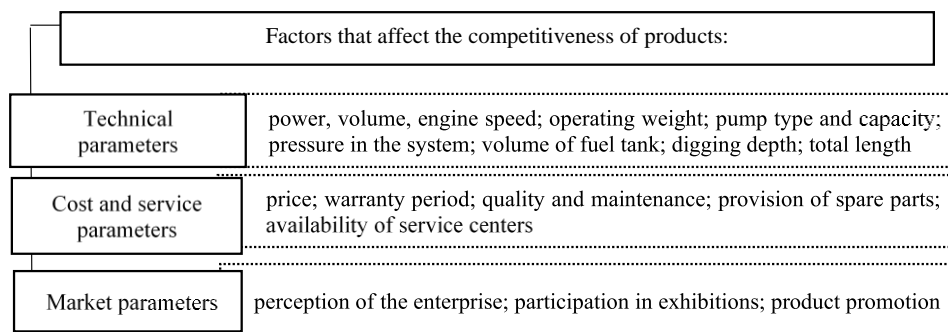 Factors that affect the competitiveness of products:
Technical
parameters
power, volume, engine speed; operating weight; pump type and capacity;
pressure in the system; volume of fuel tank; digging depth; total length
Cost and service
parameters
price; warranty period; quality and maintenance; provision of spare parts;
availability of service centers
Market parameters
perception of the enterprise; participation in exhibitions; product promotion